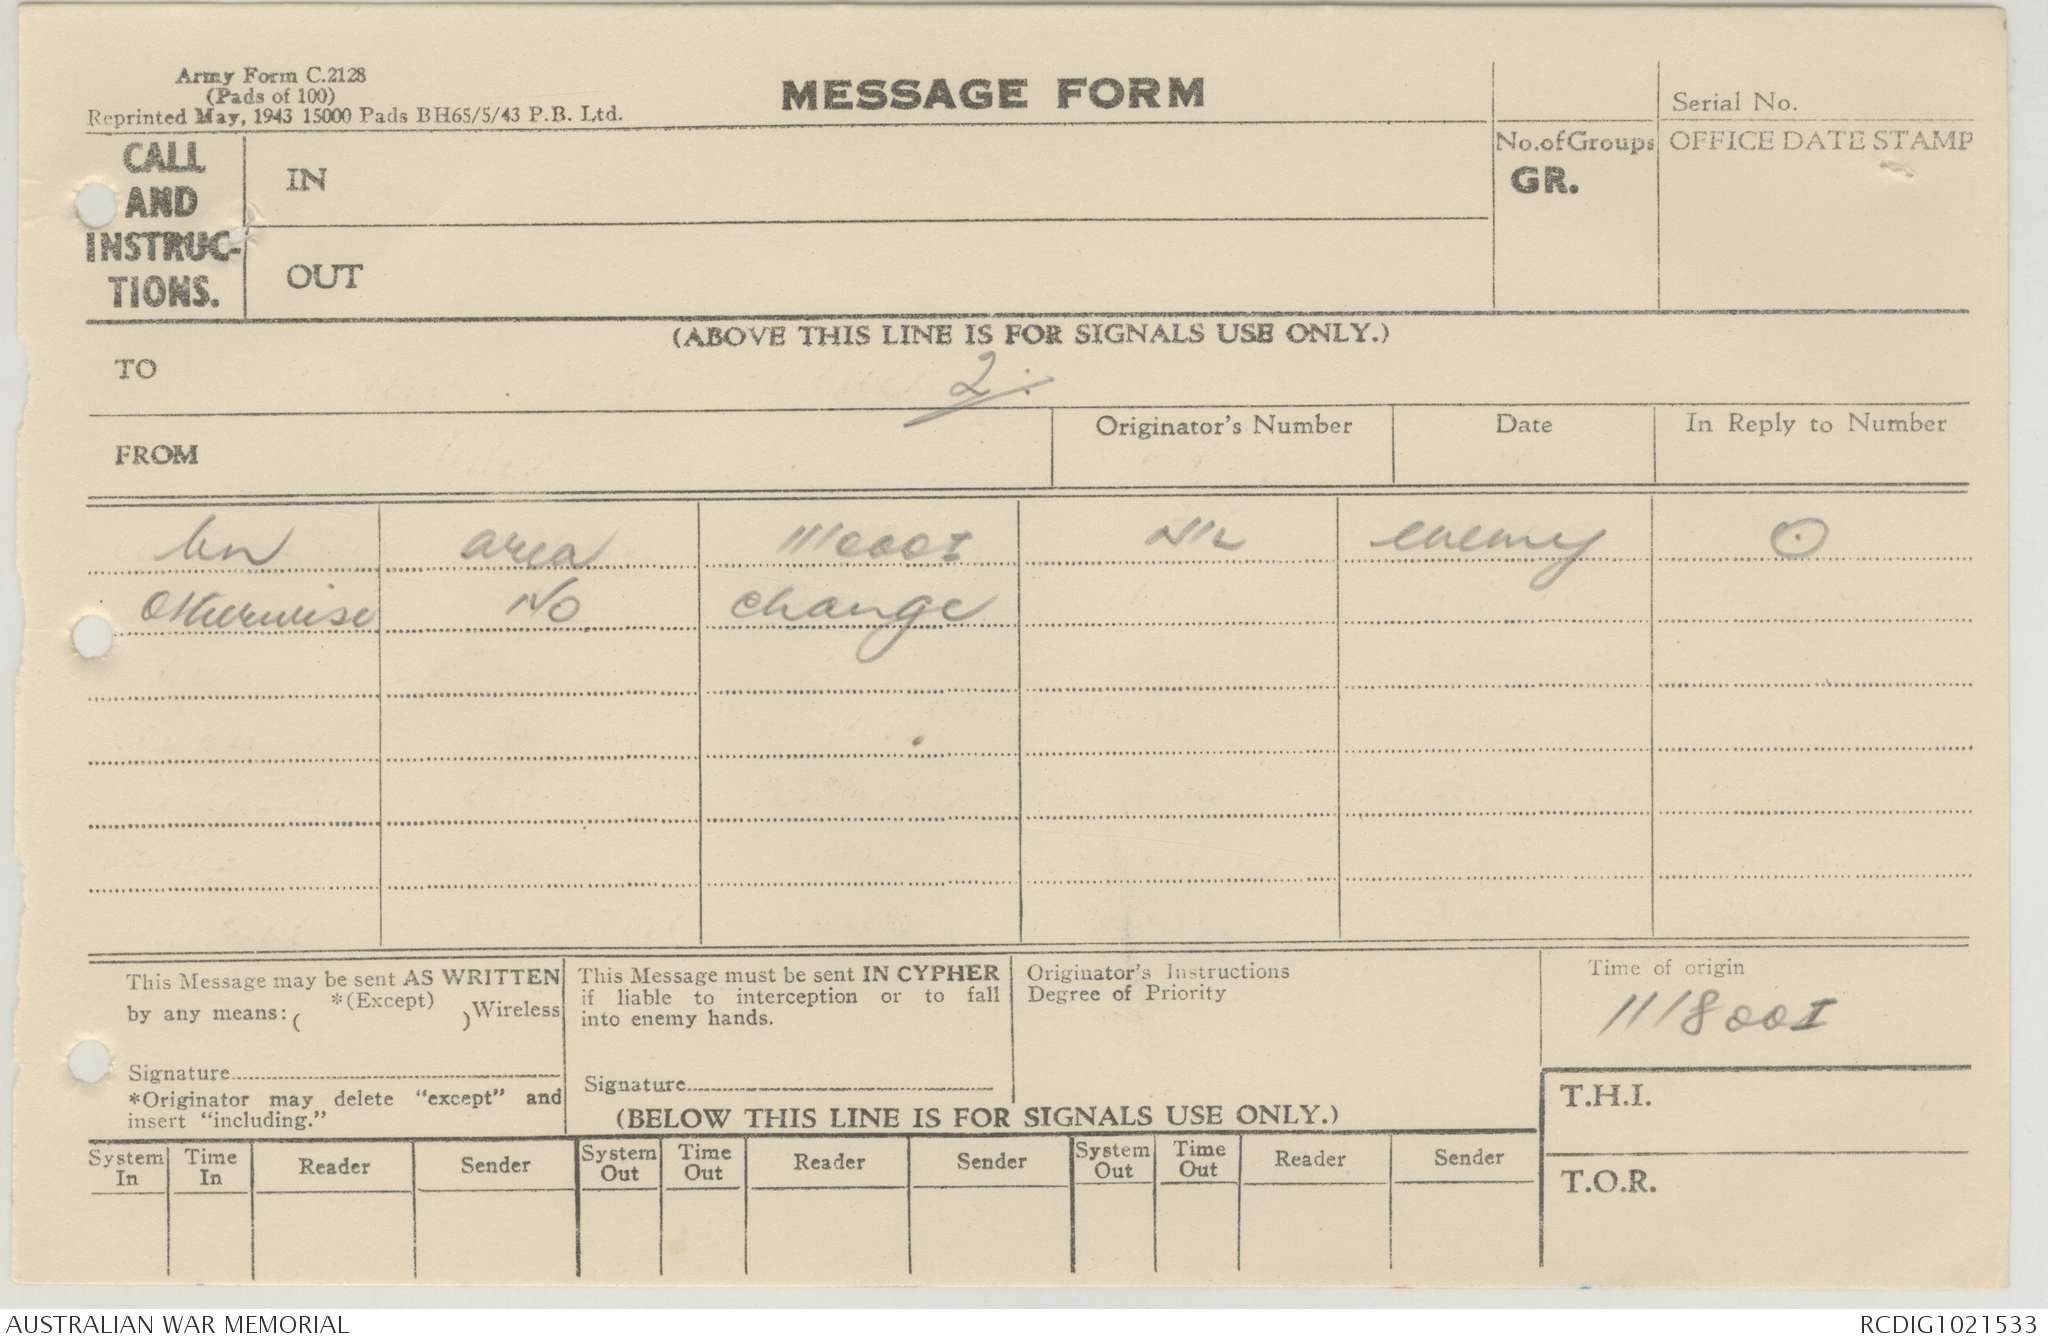 Army Form C.2128
(Pads of 100)
Reprinted May, 1943 15000 Pads BH65/5/43 P.B. Ltd.
MESSAGE FORM
Serial No.
CALL AND INSTRUC-TIONS.
IN
OUT
No.of Groups
GR.
OFFICE DATE STAMP
(ABOVE THIS LINE IS FOR SIGNALS USE ONLY.)
TO
2.
FROM
Originator's Number
Date
In Reply to Number
bn area 111000I enemy ⊙
Otherwise No change
This Message may be sent AS WRITTEN
by any means: ( *(Except) ) Wireless
Signature
*Originator may delete "except" and
insert "including."
This Message must be sent IN CYPHER
if liable to interception or to fall
into enemy hands.
Signature
Originator's Instructions
Degree of Priority
Time of origin
111800I
(BELOW THIS LINE IS FOR SIGNALS USE ONLY.)
T.H.I.
T.O.R.
System In Time In Reader Sender System Out Time Out Reader Sender System Out Time Out Reader Sender
AUSTRALIAN WAR MEMORIAL
RCDIG1021533